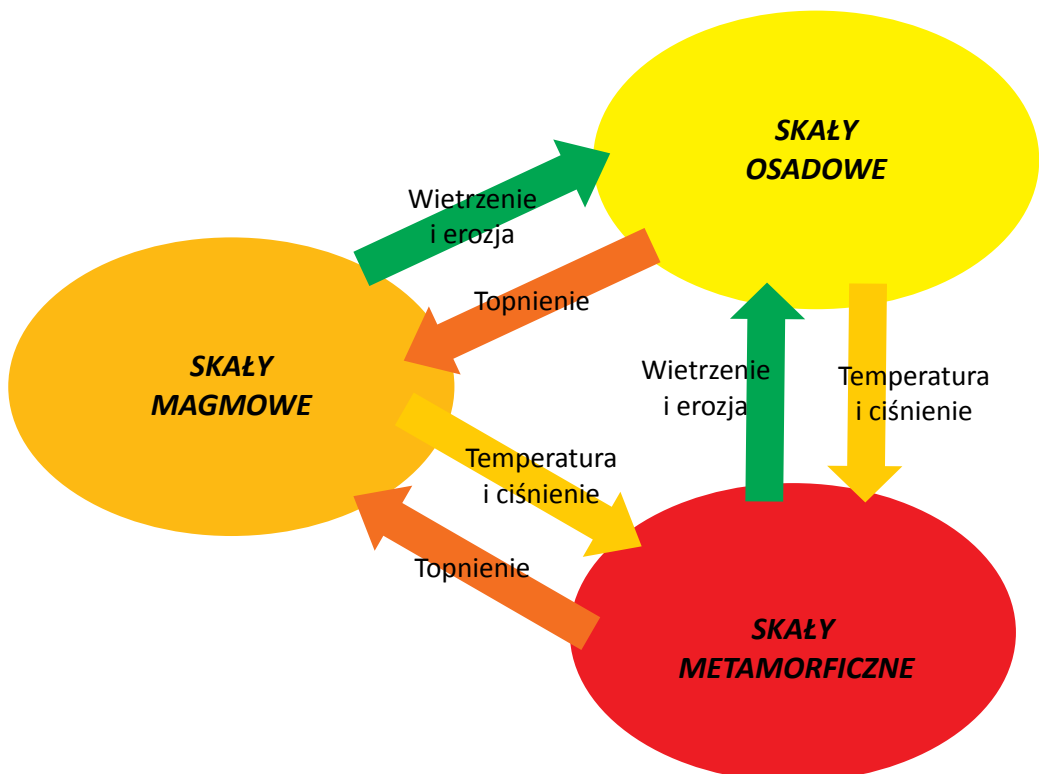 SKAŁY
OSADOWE
Wietrzenie
i erozja
Topnienie
SKAŁY
MAGMOWE
Wietrzenie
i erozja
Temperatura
i ciśnienie
Temperatura
i ciśnienie
Topnienie
SKAŁY
METAMORFICZNE